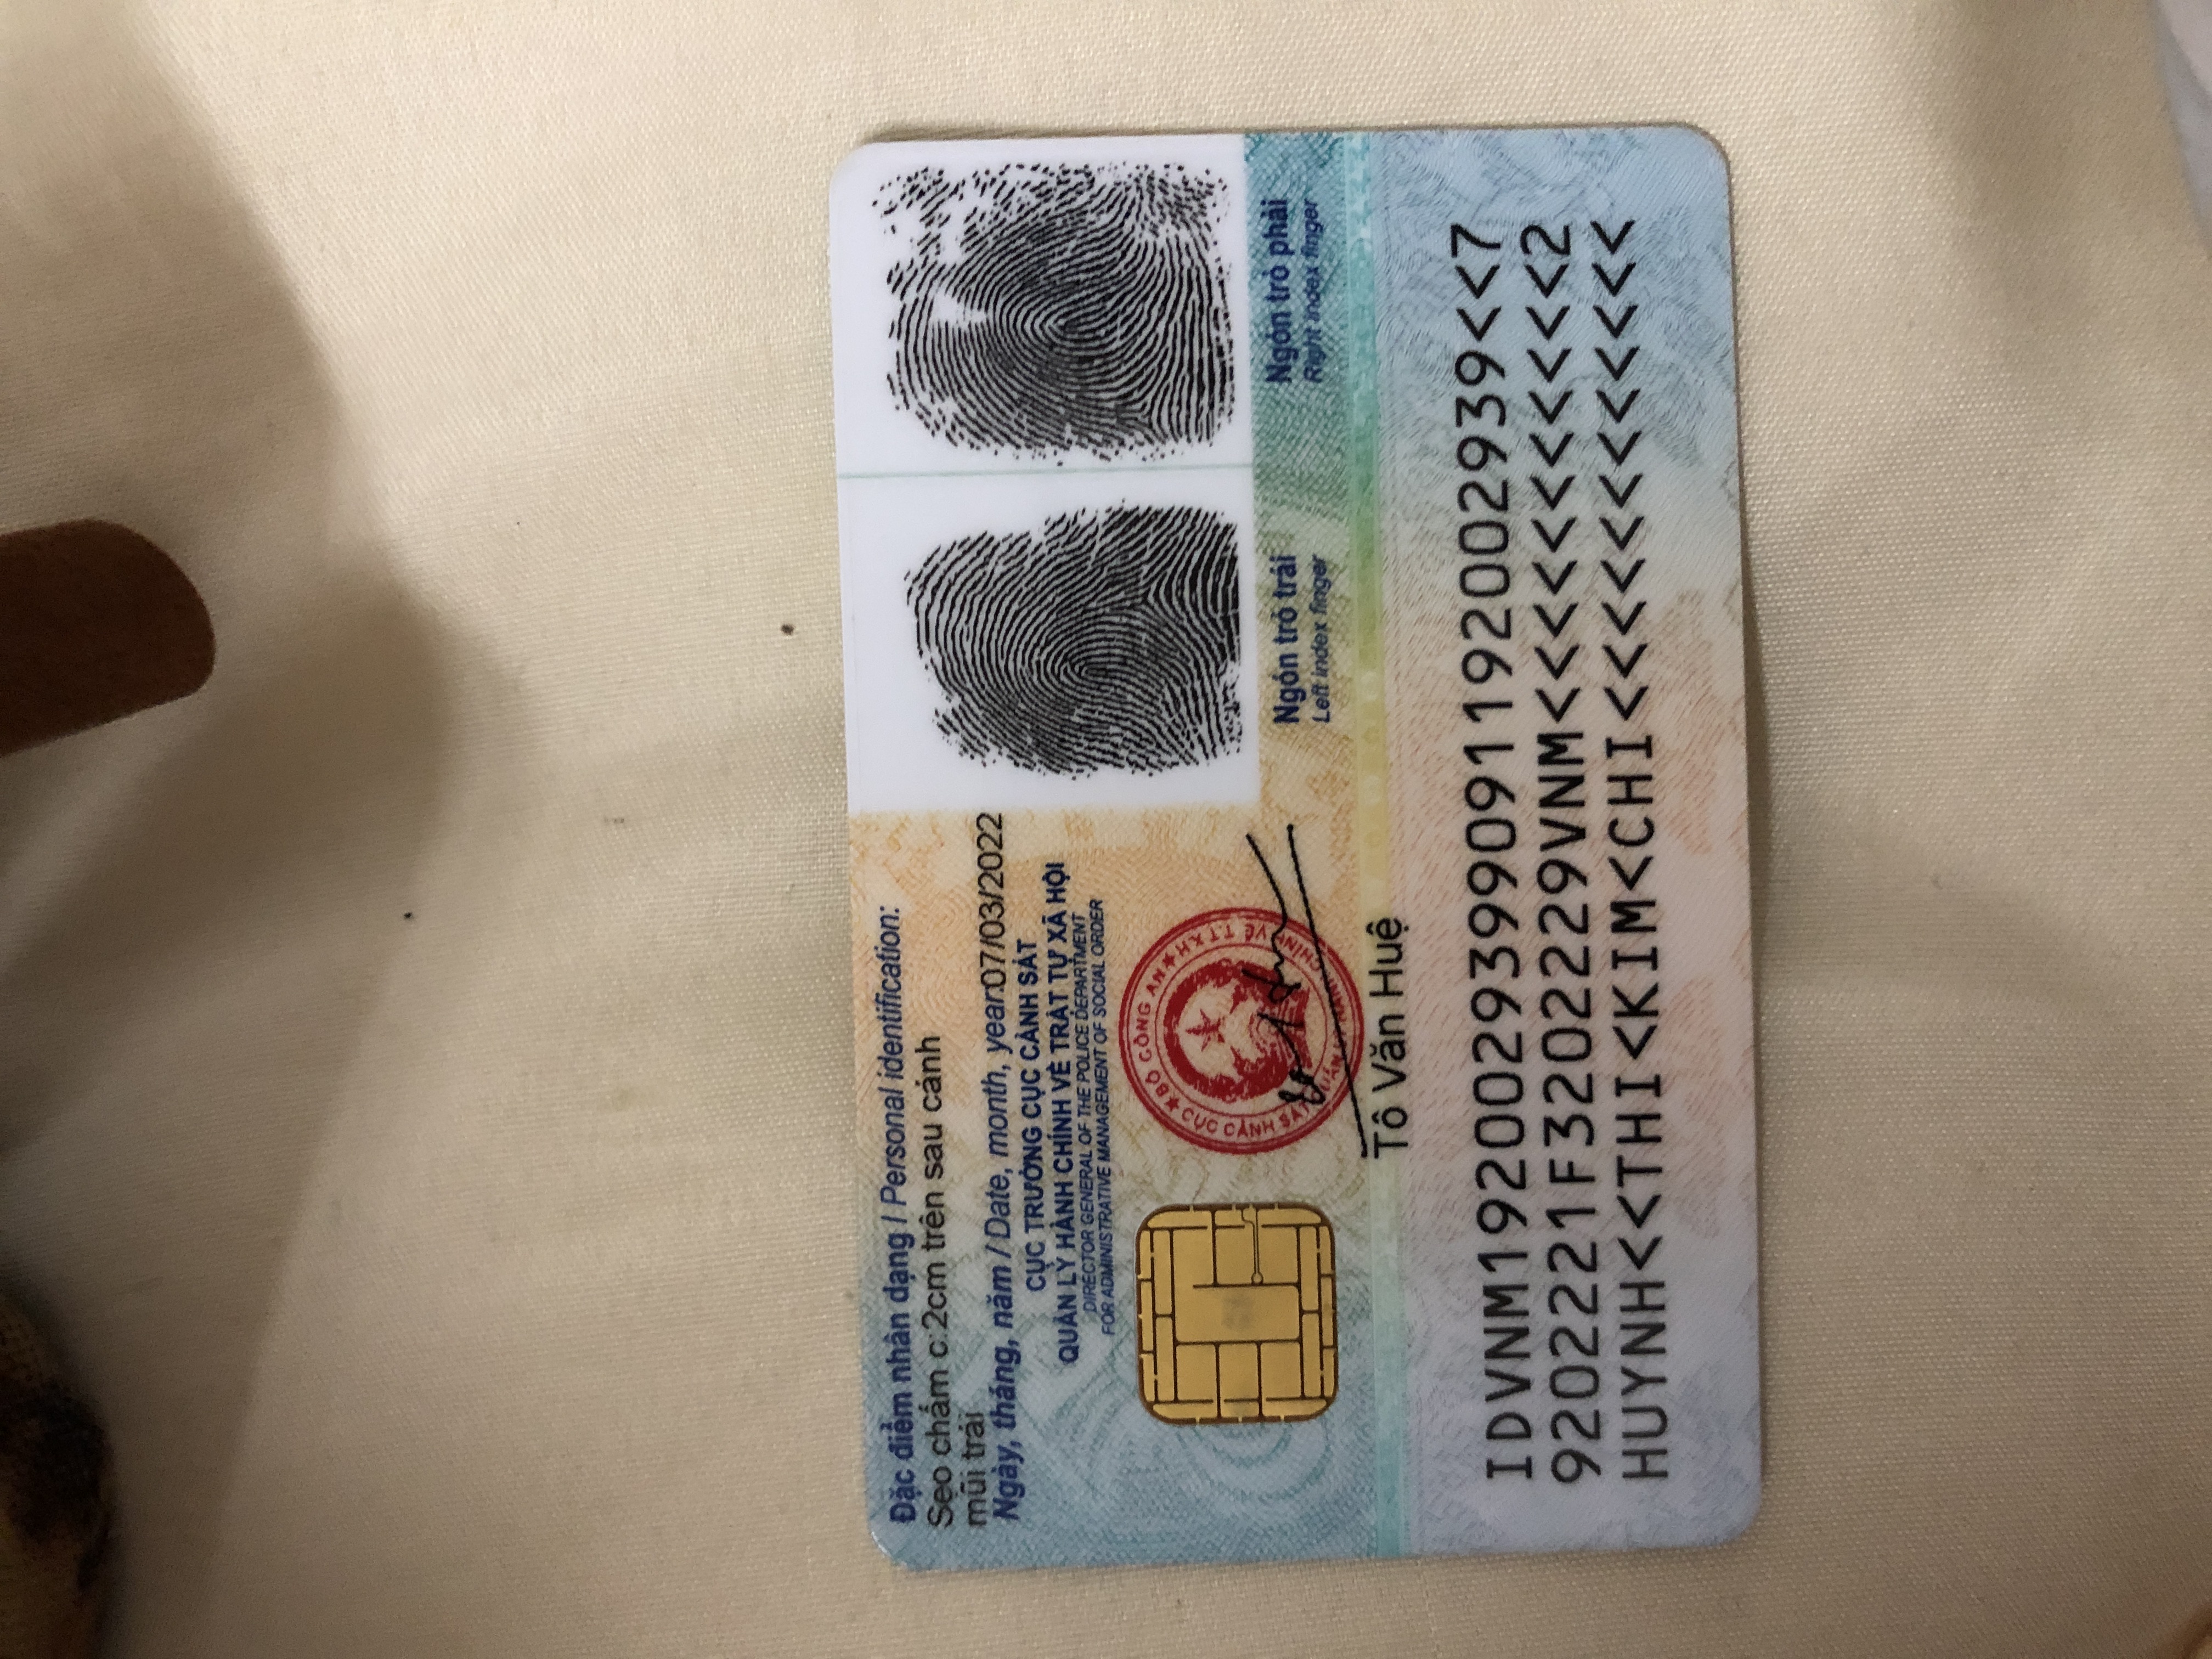 Đặc điểm nhân dạng / Personal identification:
Sẹo chấm c:2cm trên sau cánh
mũi trái
Ngày, tháng, năm / Date, month, year:07/03/2022
CỤC TRƯỞNG CỤC CẢNH SÁT
QUẢN LÝ HÀNH CHÍNH VỀ TRẬT TỰ XÃ HỘI
DIRECTOR GENERAL OF THE POLICE DEPARTMENT
FOR ADMINISTRATIVE MANAGEMENT OF SOCIAL ORDER
BỘ CÔNG AN
CỤC CẢNH SÁT QUẢN LÝ HÀNH CHÍNH VỀ TTXH
Tô Văn Huệ
Ngón trỏ trái
Left index finger
Ngón trỏ phải
Right index finger
IDVNM1920029399091192002939<<7
9202221F3202229VNM<<<<<<<<<<<2
HUYNH<<THI<KIM<CHI<<<<<<<<<<<<